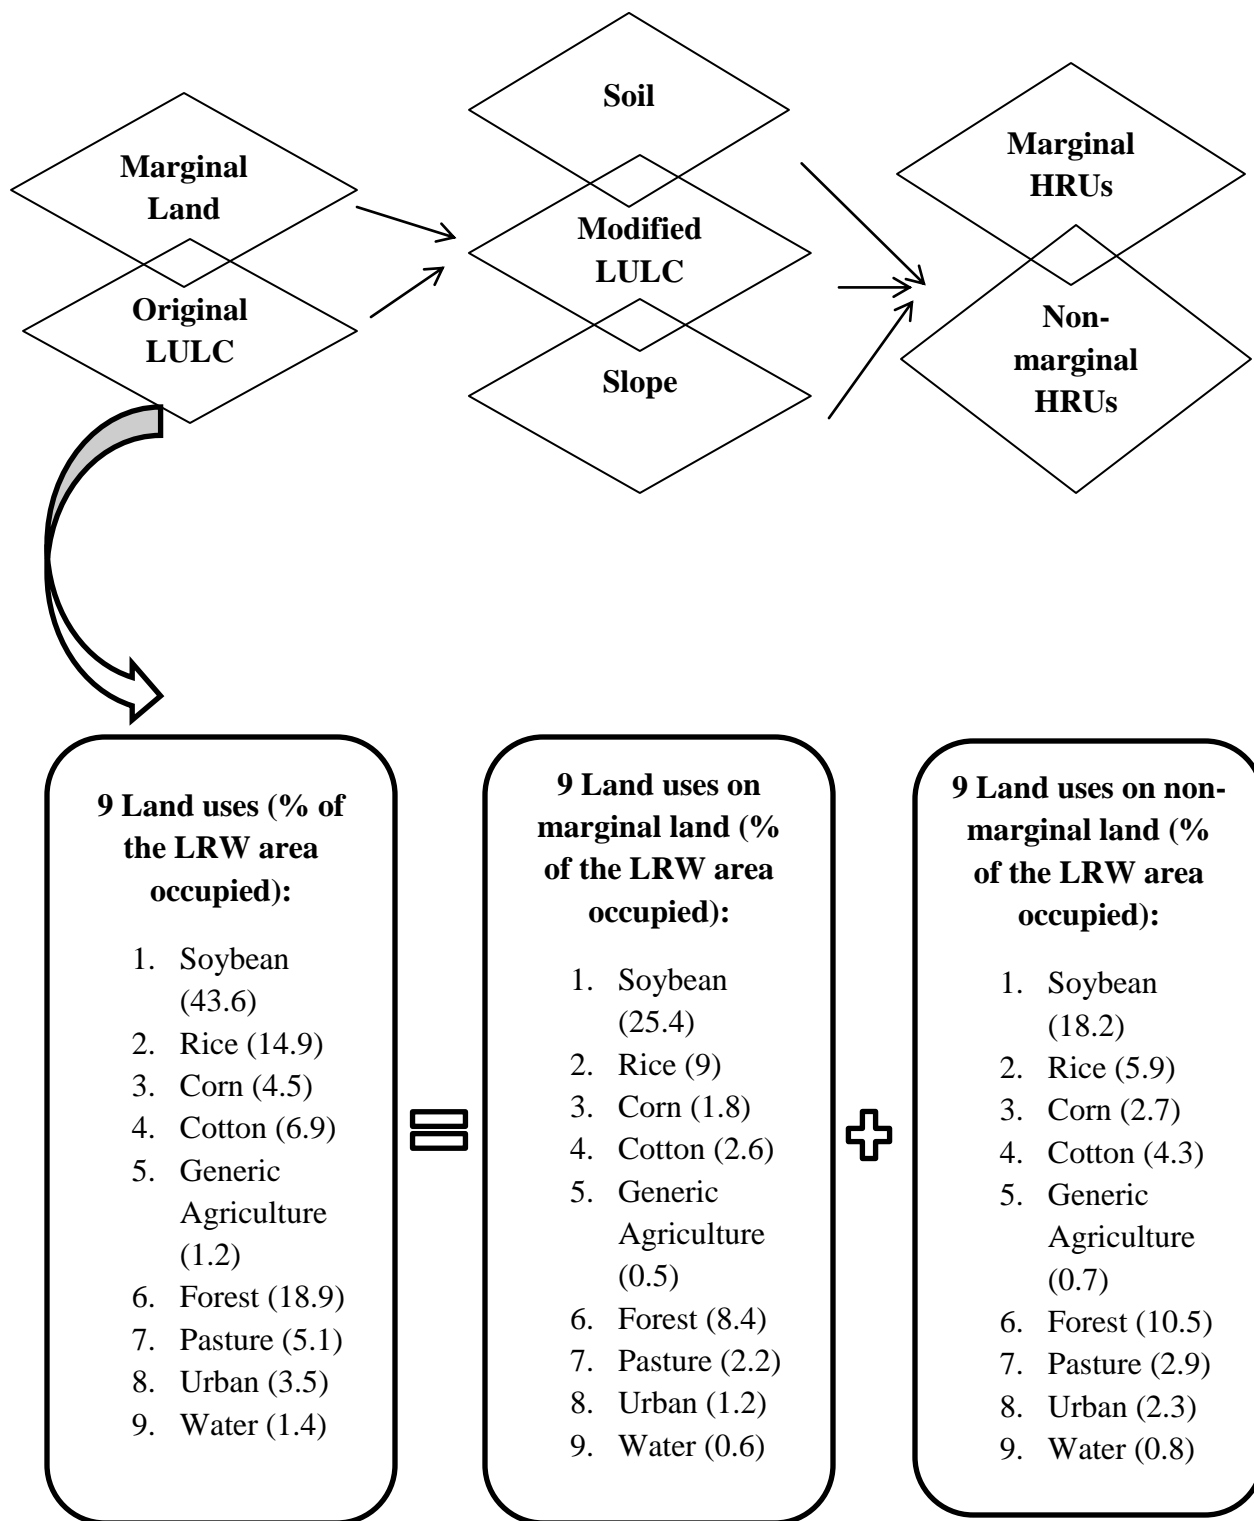 Marginal
Land
Original
LULC
Soil
Modified
LULC
Slope
Marginal
HRUs
Non-
marginal
HRUs
9 Land uses (% of
the LRW area
occupied):
1. Soybean
(43.6)
2. Rice (14.9)
3. Corn (4.5)
4. Cotton (6.9)
5. Generic
Agriculture
(1.2)
6. Forest (18.9)
7. Pasture (5.1)
8. Urban (3.5)
9. Water (1.4)
9 Land uses on
marginal land (%
of the LRW area
occupied):
1. Soybean
(25.4)
2. Rice (9)
3. Corn (1.8)
4. Cotton (2.6)
5. Generic
Agriculture
(0.5)
6. Forest (8.4)
7. Pasture (2.2)
8. Urban (1.2)
9. Water (0.6)
9 Land uses on non-
marginal land (%
of the LRW area
occupied):
1. Soybean
(18.2)
2. Rice (5.9)
3. Corn (2.7)
4. Cotton (4.3)
5. Generic
Agriculture
(0.7)
6. Forest (10.5)
7. Pasture (2.9)
8. Urban (2.3)
9. Water (0.8)